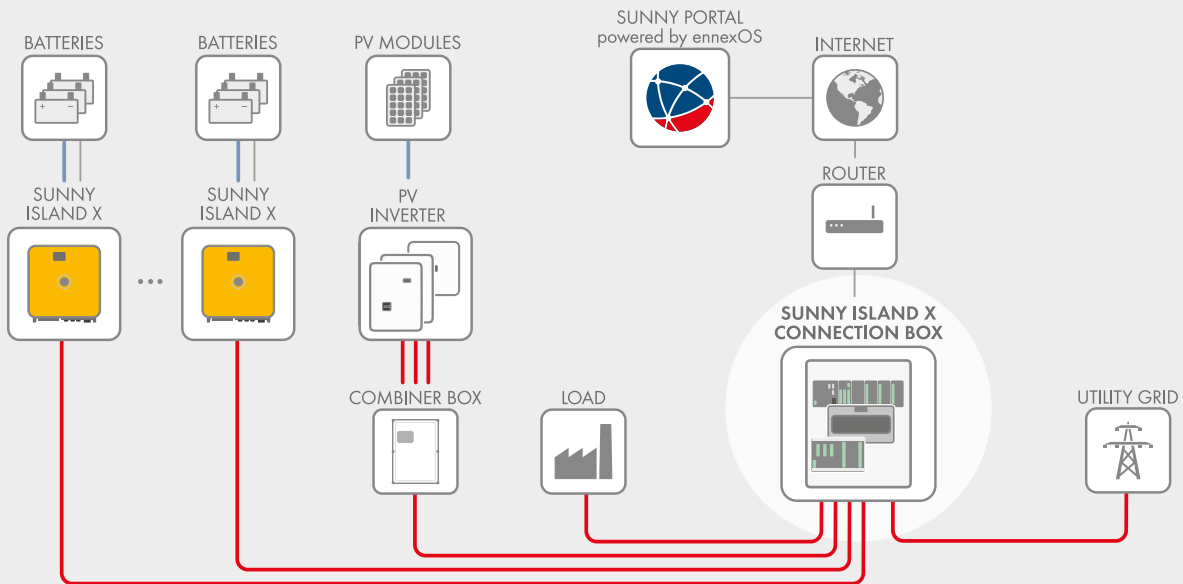 SUNNY PORTAL
powered by ennexOS
BATTERIES
BATTERIES
PV MODULES
INTERNET
ROUTER
SUNNY
ISLAND X
SUNNY
ISLAND X
PV
INVERTER
...
SUNNY ISLAND X
CONNECTION BOX
COMBINER BOX
LOAD
UTILITY GRID